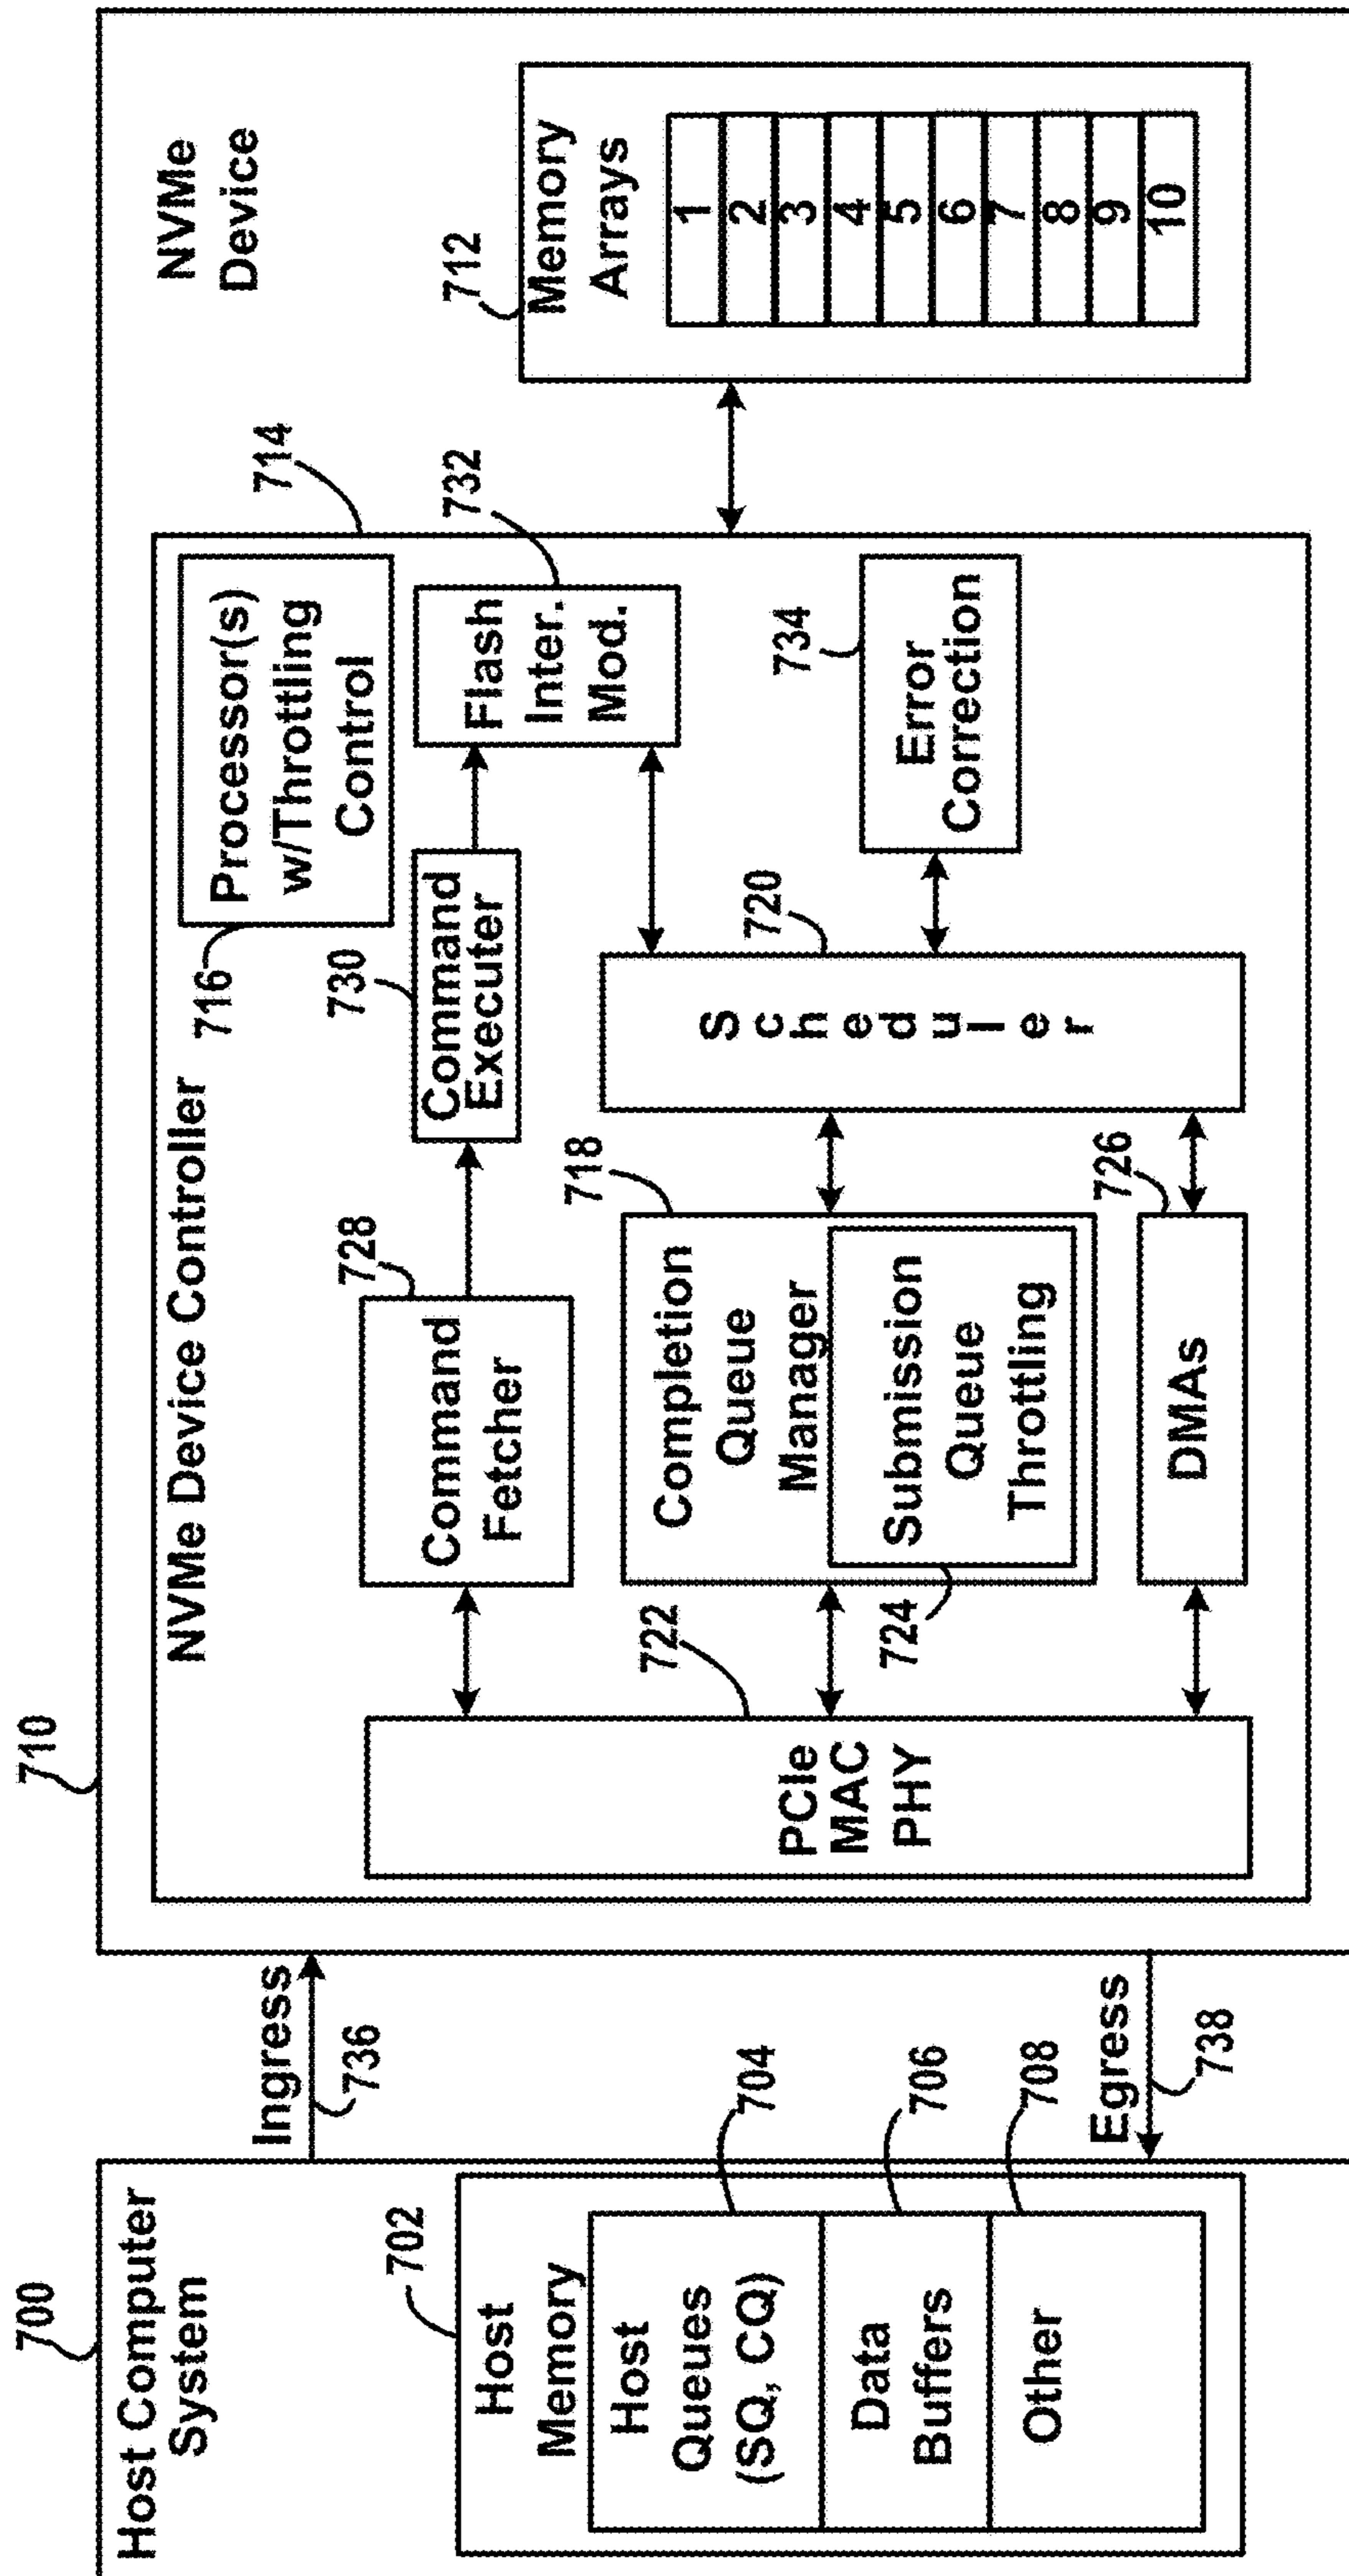 700
Host Computer
System
702
Host
Memory
Host
Queues
(SQ, CQ)
704
Data
Buffers
706
Other
708
Ingress
736
Egress
738
710
NVMe
Device
NVMe Device Controller
714
716
Processor(s)
w/Throttling
Control
PCIe
MAC
PHY
722
728
Command
Fetcher
730
Command
Executer
732
Flash
Inter.
Mod.
718
Completion
Queue
Manager
Submission
Queue
Throttling
724
726
DMAs
720
Scheduler
734
Error
Correction
712
Memory
Arrays
1
2
3
4
5
6
7
8
9
10